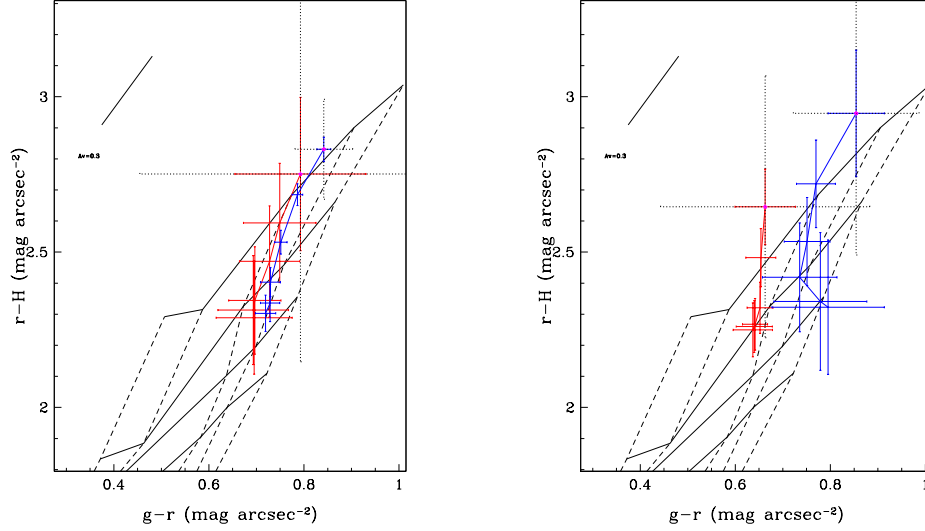 3
2.5
2
r−H (mag arcsec−2)
Av=0.3
0.4 0.6 0.8 1
g−r (mag arcsec−2)
3
2.5
2
r−H (mag arcsec−2)
Av=0.3
0.4 0.6 0.8 1
g−r (mag arcsec−2)